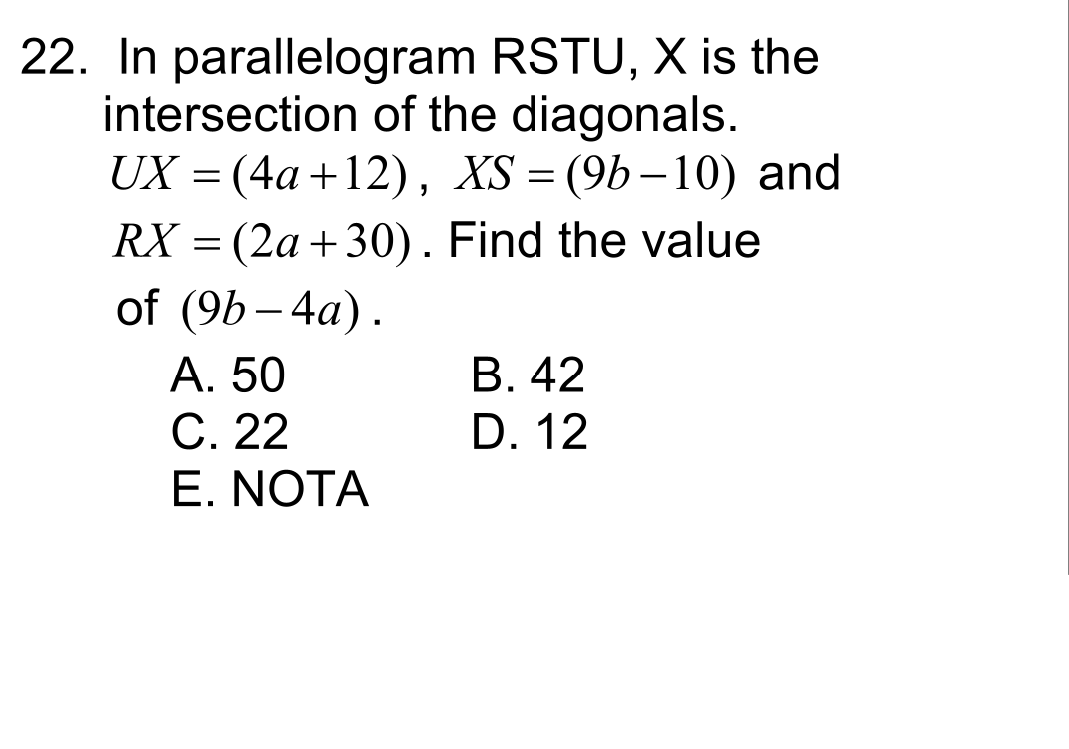 22. In parallelogram RSTU, X is the
intersection of the diagonals.
UX = (4a+12), XS = (9b−10) and
RX = (2a+30). Find the value
of (9b−4a).
A. 50 B. 42
C. 22 D. 12
E. NOTA